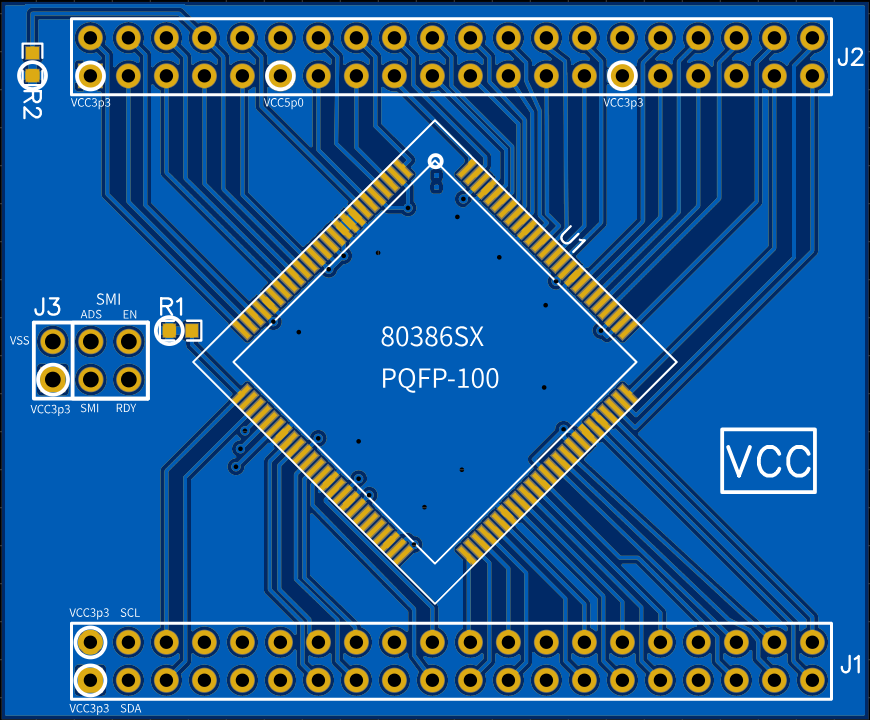 J2
R2
VCC3p3
VCC5p0
VCC3p3
U1
J3
SMI
R1
ADS
EN
VSS
80386SX
PQFP-100
VCC3p3
SMI
RDY
VCC
VCC3p3
SCL
J1
VCC3p3
SDA